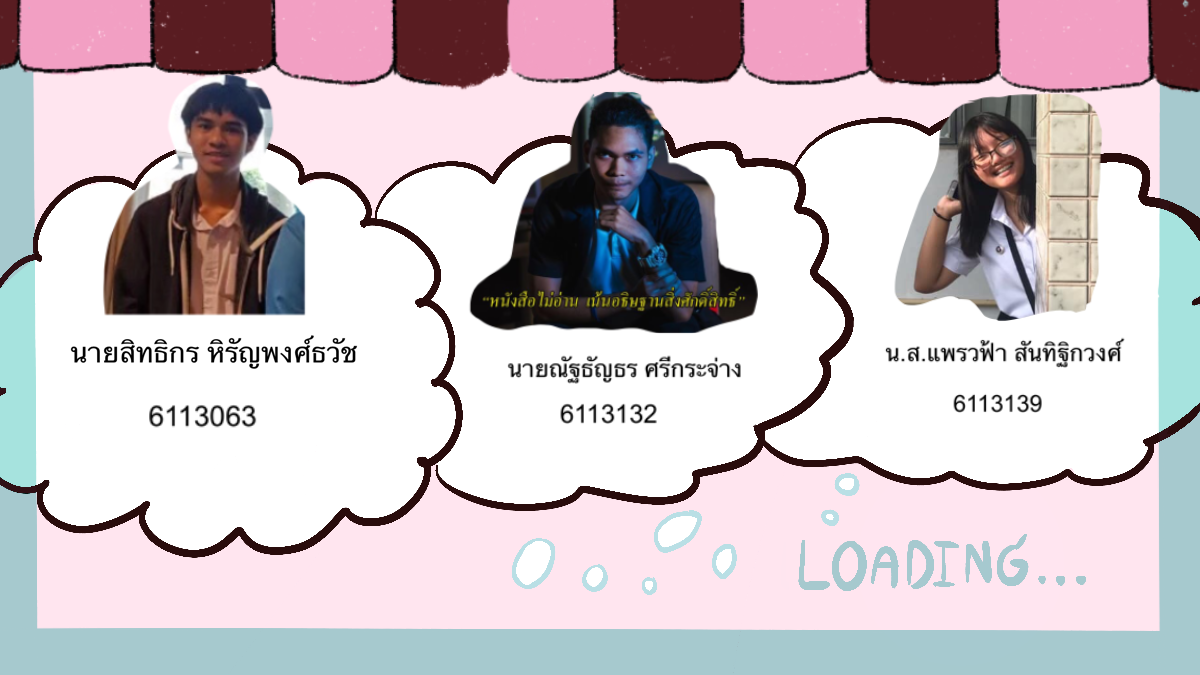 “หนังสือไม่อ่าน เน้นอธิษฐานสิ่งศักดิ์สิทธิ์”
นายสิทธิกร หิรัญพงศ์ธวัช
6113063
นายณัฐธัญธร ศรีกระจ่าง
6113132
น.ส.แพรวฟ้า สันทิฐิกวงศ์
6113139
LOADING...